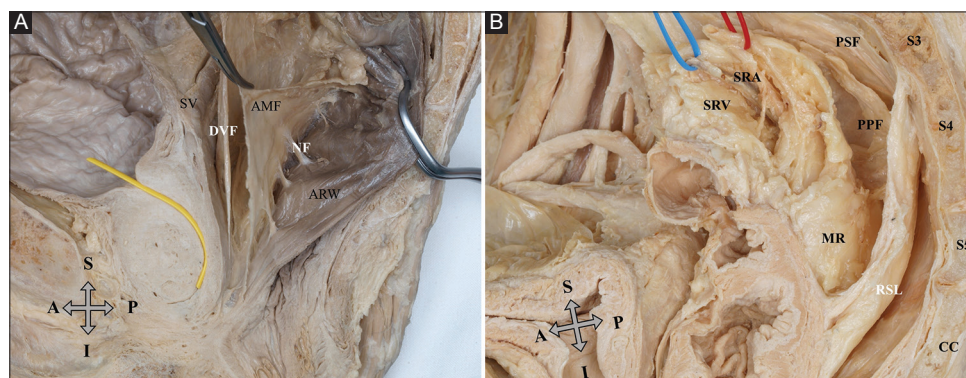 A
SV
AMF
DVF
NF
ARW
S
A
P
I
B
PSF
S3
SRA
SRV
S4
PPF
MR
S5
RSL
S
A
P
I
CC